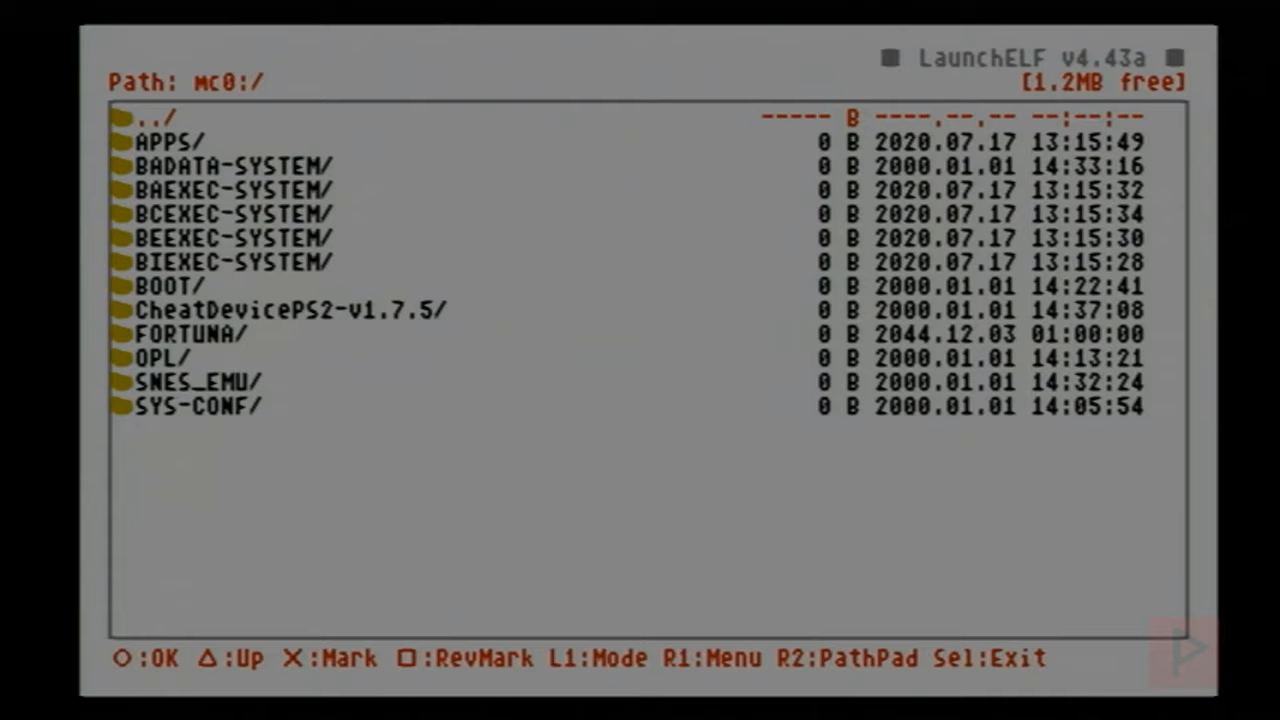 ■ LaunchELF v4.43a ■
Path: mc0:/ [1.2MB free]
../ ----- B ----.--.-- --:--:--
APPS/ 0 B 2020.07.17 13:15:49
BADATA-SYSTEM/ 0 B 2000.01.01 14:33:16
BAEXEC-SYSTEM/ 0 B 2020.07.17 13:15:32
BCEXEC-SYSTEM/ 0 B 2020.07.17 13:15:34
BEEXEC-SYSTEM/ 0 B 2020.07.17 13:15:30
BIEXEC-SYSTEM/ 0 B 2020.07.17 13:15:28
BOOT/ 0 B 2000.01.01 14:22:41
CheatDevicePS2-v1.7.5/ 0 B 2000.01.01 14:37:08
FORTUNA/ 0 B 2044.12.03 01:00:00
OPL/ 0 B 2000.01.01 14:13:21
SNES_EMU/ 0 B 2000.01.01 14:32:24
SYS-CONF/ 0 B 2000.01.01 14:05:54
○:OK △:Up ✕:Mark □:RevMark L1:Mode R1:Menu R2:PathPad Sel:Exit